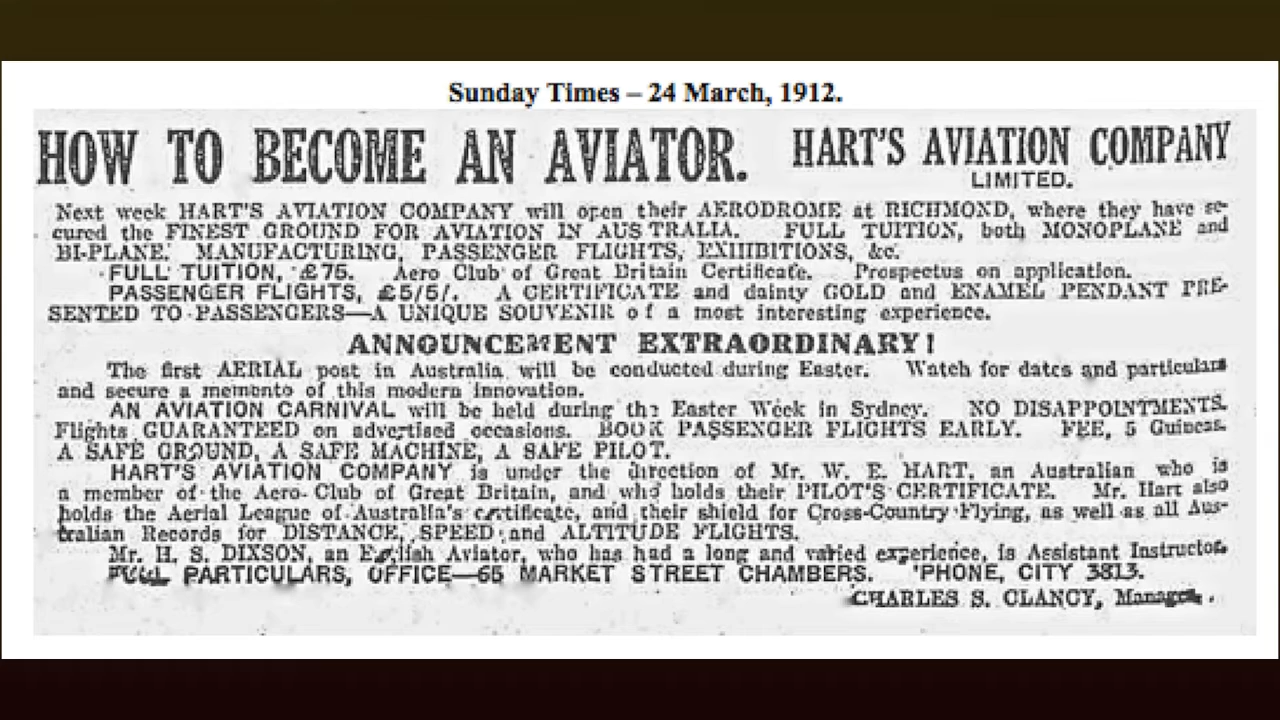 Sunday Times – 24 March, 1912.
HOW TO BECOME AN AVIATOR. HART'S AVIATION COMPANY
LIMITED.
Next week HART'S AVIATION COMPANY will open their AERODROME at RICHMOND, where they have se-
cured the FINEST GROUND FOR AVIATION IN AUSTRALIA. FULL TUITION, both MONOPLANE and
BI-PLANE. MANUFACTURING, PASSENGER FLIGHTS, EXHIBITIONS, &c.
FULL TUITION, £75. Aero Club of Great Britain Certificate. Prospectus on application.
PASSENGER FLIGHTS, £5/5/. A CERTIFICATE and dainty GOLD and ENAMEL PENDANT PRE-
SENTED TO PASSENGERS—A UNIQUE SOUVENIR of a most interesting experience.
ANNOUNCEMENT EXTRAORDINARY!
The first AERIAL post in Australia will be conducted during Easter. Watch for dates and particulars
and secure a memento of this modern innovation.
AN AVIATION CARNIVAL will be held during the Easter Week in Sydney. NO DISAPPOINTMENTS.
Flights GUARANTEED on advertised occasions. BOOK PASSENGER FLIGHTS EARLY. FEE, 5 Guineas.
A SAFE GROUND, A SAFE MACHINE, A SAFE PILOT.
HART'S AVIATION COMPANY is under the direction of Mr. W. E. HART, an Australian who is
a member of the Aero Club of Great Britain, and who holds their PILOT'S CERTIFICATE. Mr. Hart also
holds the Aerial League of Australia's certificate, and their shield for Cross-Country Flying, as well as all Aus-
tralian Records for DISTANCE, SPEED and ALTITUDE FLIGHTS.
Mr. H. S. DIXSON, an English Aviator, who has had a long and varied experience, is Assistant Instructor.
FULL PARTICULARS, OFFICE—65 MARKET STREET CHAMBERS. 'PHONE, CITY 3813.
CHARLES S. CLANCY, Manager.